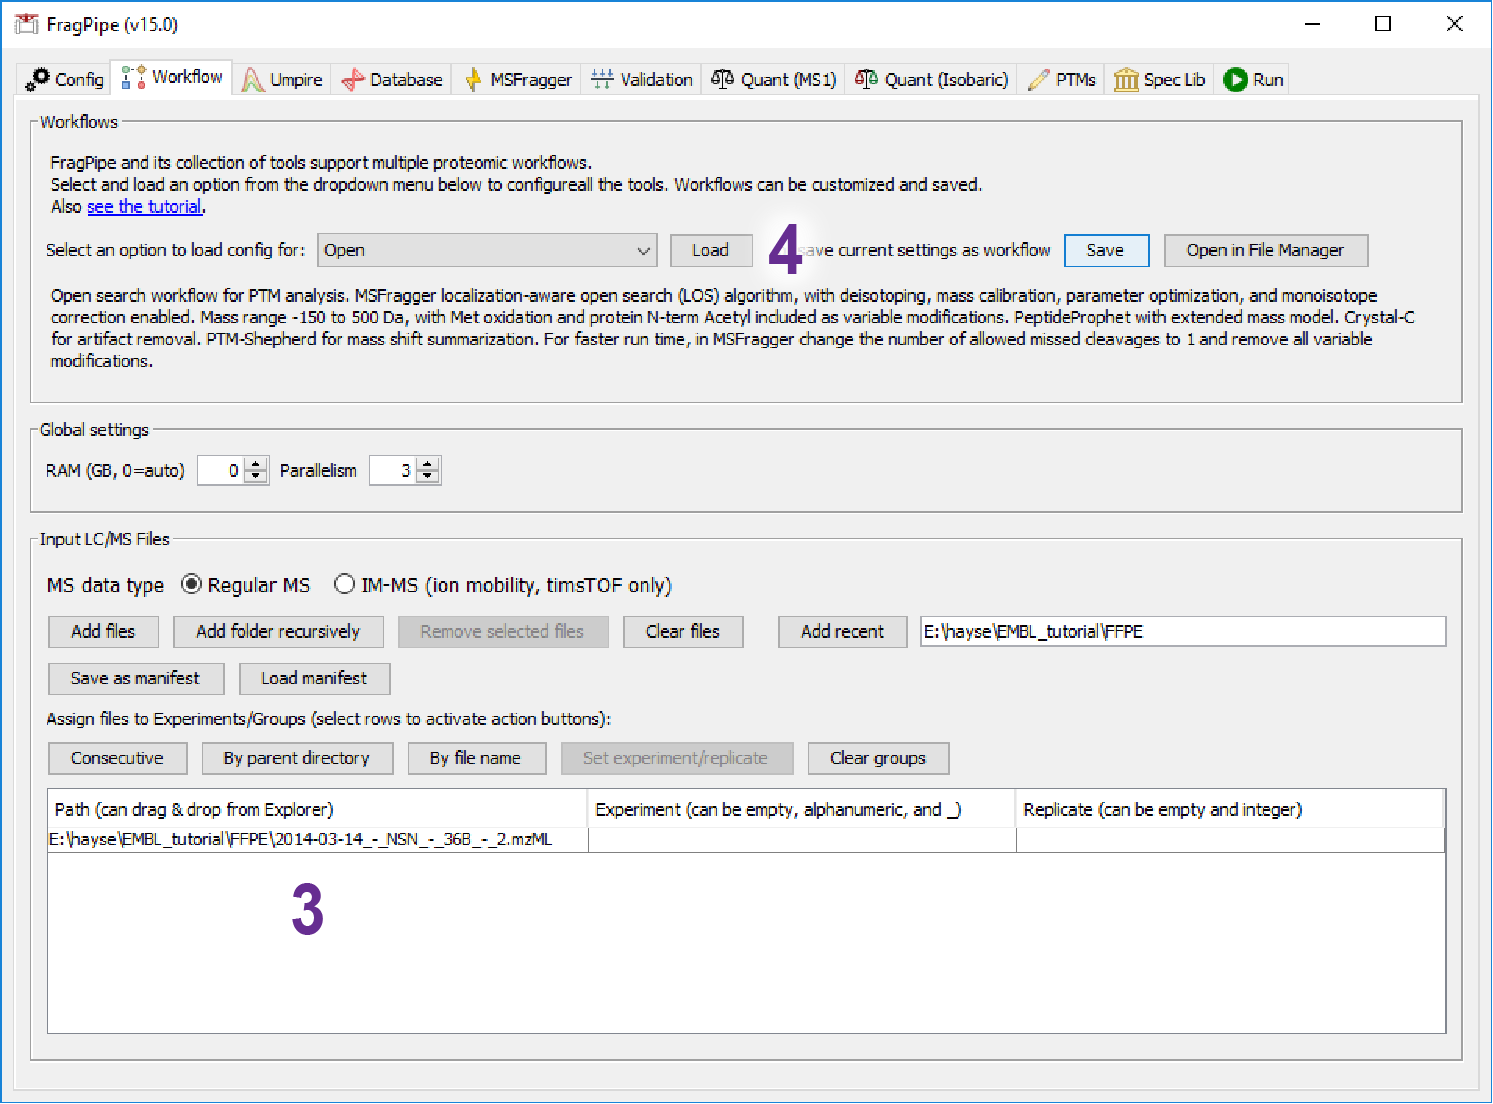 FragPipe (v15.0)
Config Workflow Umpire Database MSFragger Validation Quant (MS1) Quant (Isobaric) PTMs Spec Lib Run
Workflows
FragPipe and its collection of tools support multiple proteomic workflows.
Select and load an option from the dropdown menu below to configureall the tools. Workflows can be customized and saved.
Also see the tutorial.
Select an option to load config for: Open Load 4 save current settings as workflow Save Open in File Manager
Open search workflow for PTM analysis. MSFragger localization-aware open search (LOS) algorithm, with deisotoping, mass calibration, parameter optimization, and monoisotope
correction enabled. Mass range -150 to 500 Da, with Met oxidation and protein N-term Acetyl included as variable modifications. PeptideProphet with extended mass model. Crystal-C
for artifact removal. PTM-Shepherd for mass shift summarization. For faster run time, in MSFragger change the number of allowed missed cleavages to 1 and remove all variable
modifications.
Global settings
RAM (GB, 0=auto) 0 Parallelism 3
Input LC/MS Files
MS data type Regular MS IM-MS (ion mobility, timsTOF only)
Add files Add folder recursively Remove selected files Clear files Add recent E:\hayse\EMBL_tutorial\FFPE
Save as manifest Load manifest
Assign files to Experiments/Groups (select rows to activate action buttons):
Consecutive By parent directory By file name Set experiment/replicate Clear groups
Path (can drag & drop from Explorer) Experiment (can be empty, alphanumeric, and _) Replicate (can be empty and integer)
E:\hayse\EMBL_tutorial\FFPE\2014-03-14_-_NSN_-_36B_-_2.mzML
3